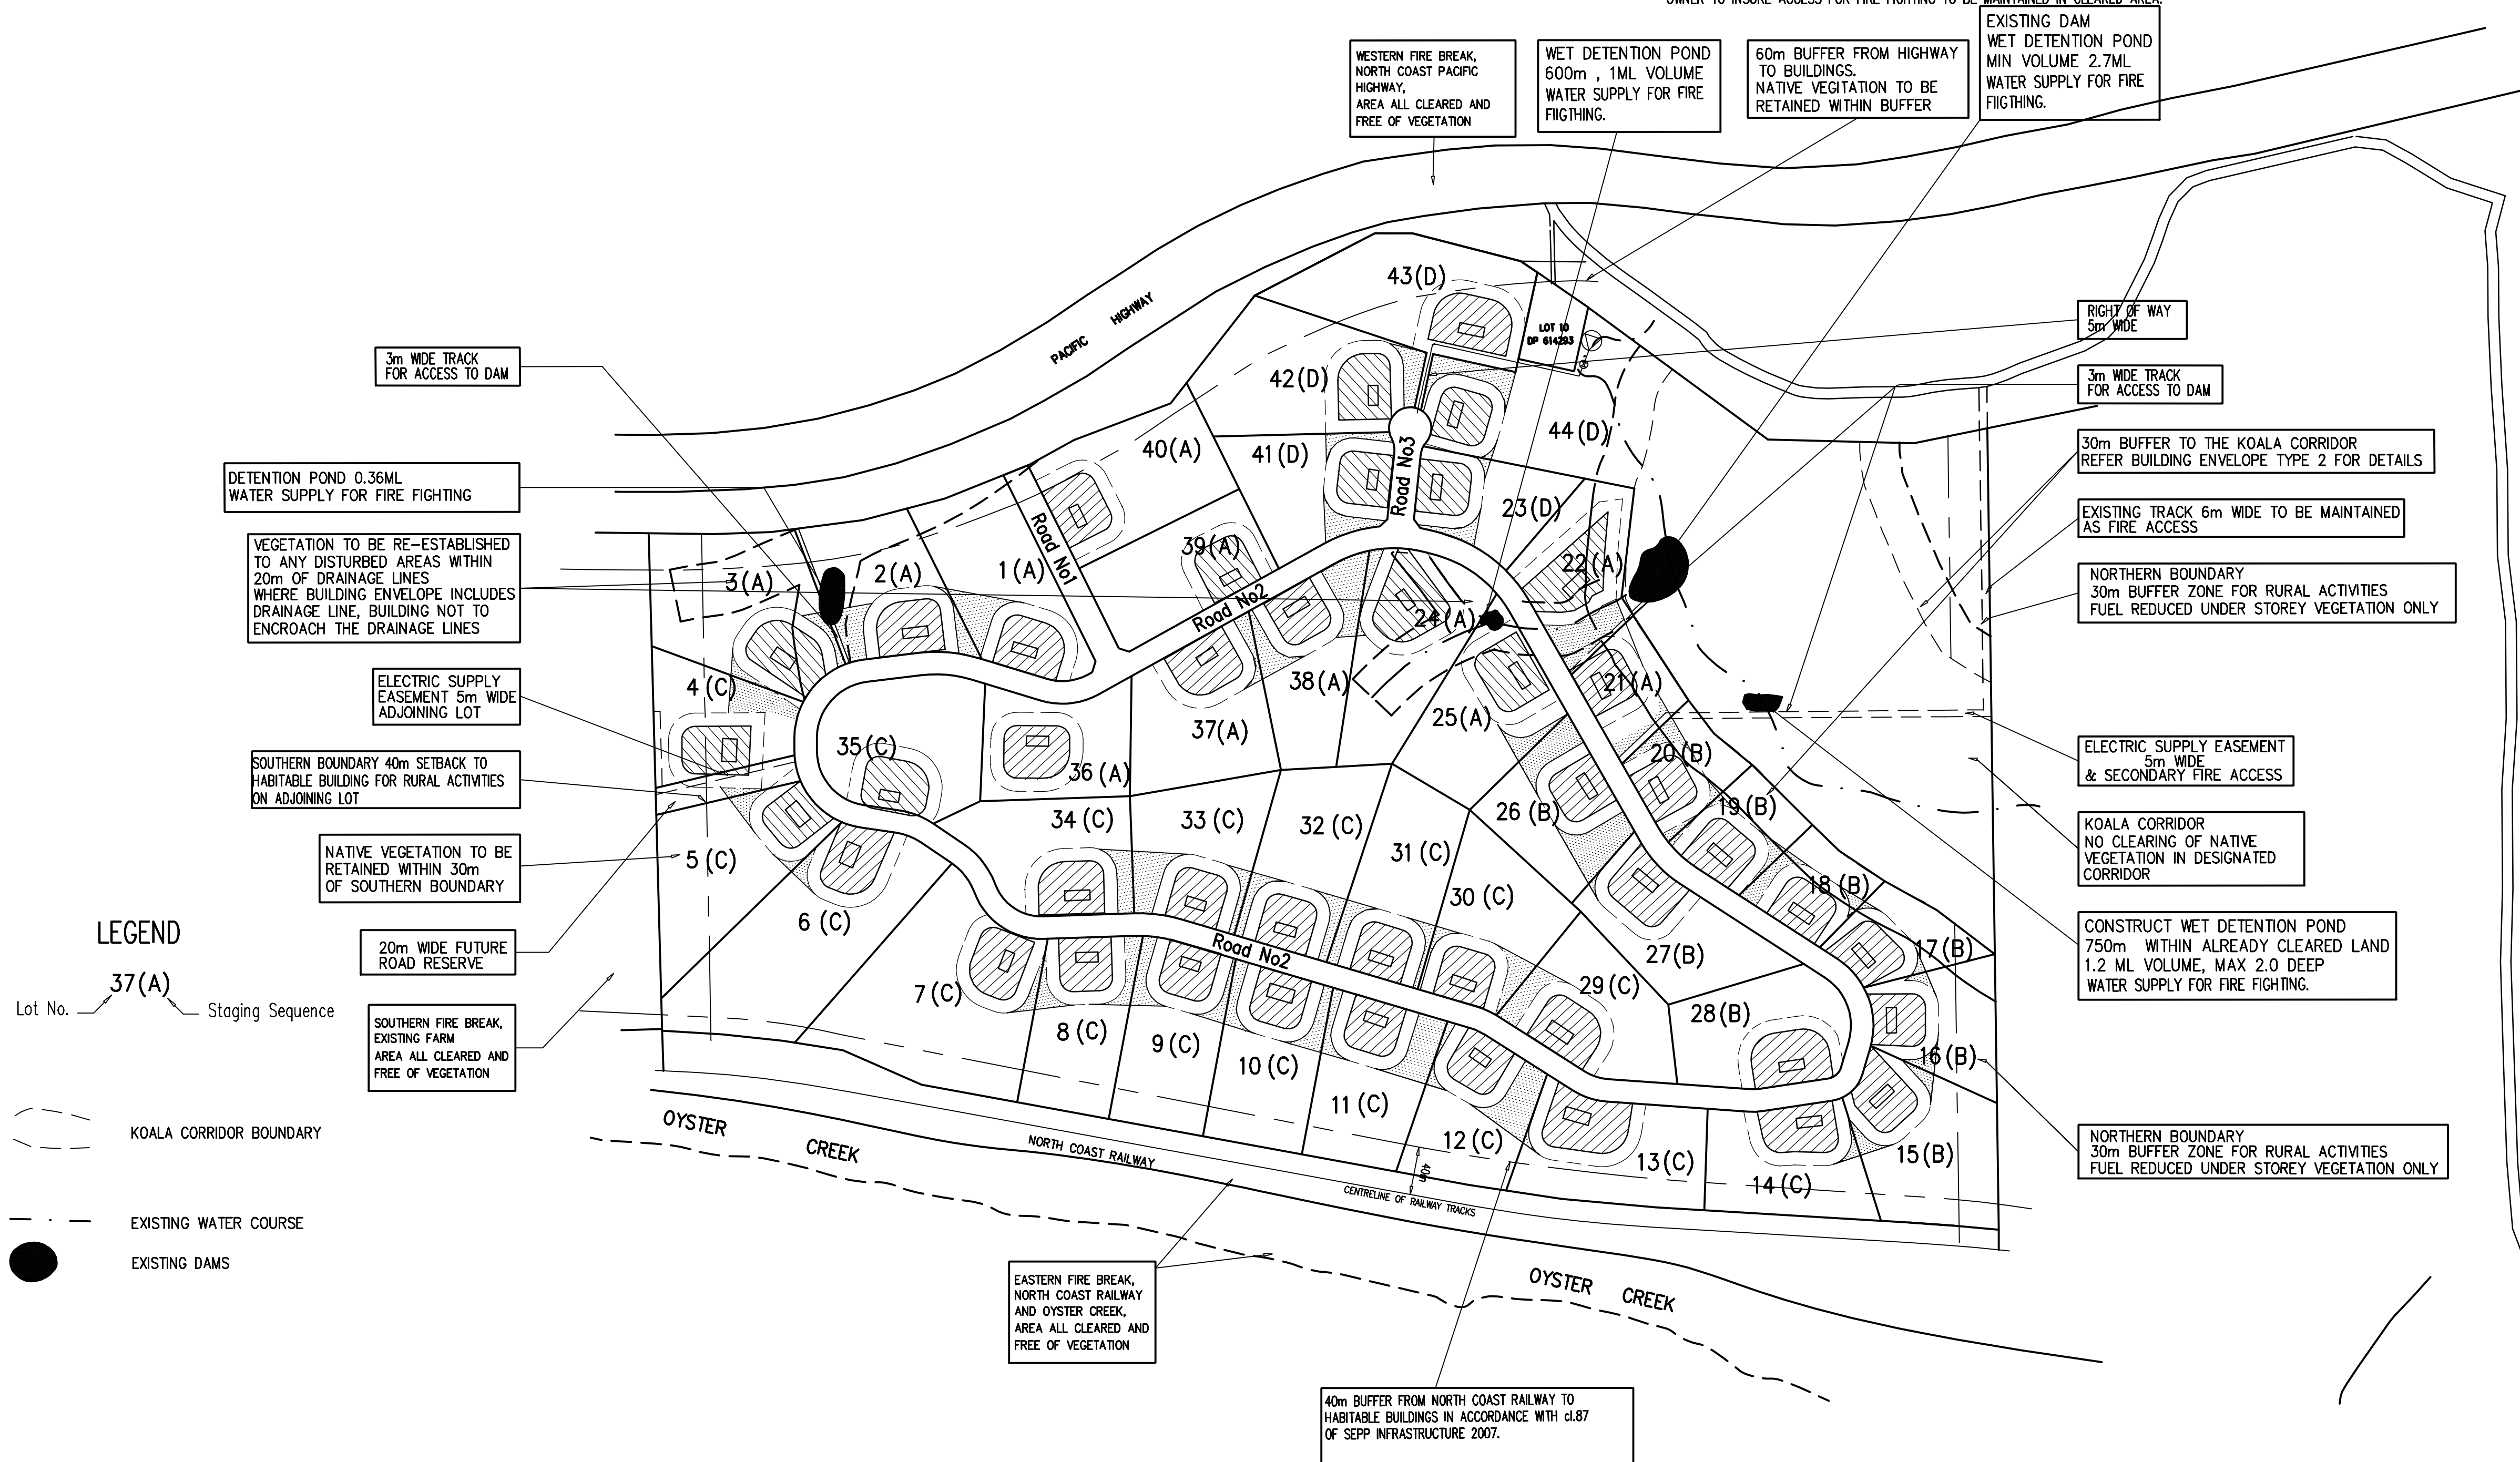 OWNER TO INSURE ACCESS FOR FIRE FIGHTING TO BE MAINTAINED IN CLEARED AREA.
WESTERN FIRE BREAK,
NORTH COAST PACIFIC
HIGHWAY,
AREA ALL CLEARED AND
FREE OF VEGETATION
WET DETENTION POND
600m , 1ML VOLUME
WATER SUPPLY FOR FIRE
FIIGTHING.
60m BUFFER FROM HIGHWAY
TO BUILDINGS.
NATIVE VEGITATION TO BE
RETAINED WITHIN BUFFER
EXISTING DAM
WET DETENTION POND
MIN VOLUME 2.7ML
WATER SUPPLY FOR FIRE
FIIGTHING.
3m WIDE TRACK
FOR ACCESS TO DAM
DETENTION POND 0.36ML
WATER SUPPLY FOR FIRE FIGHTING
VEGETATION TO BE RE-ESTABLISHED
TO ANY DISTURBED AREAS WITHIN
20m OF DRAINAGE LINES
WHERE BUILDING ENVELOPE INCLUDES
DRAINAGE LINE, BUILDING NOT TO
ENCROACH THE DRAINAGE LINES
ELECTRIC SUPPLY
EASEMENT 5m WIDE
ADJOINING LOT
SOUTHERN BOUNDARY 40m SETBACK TO
HABITABLE BUILDING FOR RURAL ACTIVITIES
ON ADJOINING LOT
NATIVE VEGETATION TO BE
RETAINED WITHIN 30m
OF SOUTHERN BOUNDARY
20m WIDE FUTURE
ROAD RESERVE
SOUTHERN FIRE BREAK,
EXISTING FARM
AREA ALL CLEARED AND
FREE OF VEGETATION
LEGEND
37(A)
Lot No.
Staging Sequence
KOALA CORRIDOR BOUNDARY
EXISTING WATER COURSE
EXISTING DAMS
PACIFIC HIGHWAY
43(D)
LOT 10
DP 614293
42(D)
44(D)
40(A)
41(D)
Road No3
23(D)
39(A)
22(A)
Road No1
1(A)
2(A)
3(A)
Road No2
24(A)
38(A)
21(A)
4(C)
25(A)
37(A)
35(C)
20(B)
36(A)
19(B)
26(B)
34(C)
33(C)
32(C)
31(C)
5(C)
18(B)
30(C)
6(C)
17(B)
27(B)
Road No2
29(C)
7(C)
28(B)
8(C)
9(C)
16(B)
10(C)
11(C)
12(C)
15(B)
13(C)
14(C)
OYSTER CREEK
NORTH COAST RAILWAY
40m
CENTRELINE OF RAILWAY TRACKS
OYSTER CREEK
EASTERN FIRE BREAK,
NORTH COAST RAILWAY
AND OYSTER CREEK,
AREA ALL CLEARED AND
FREE OF VEGETATION
40m BUFFER FROM NORTH COAST RAILWAY TO
HABITABLE BUILDINGS IN ACCORDANCE WITH cl.87
OF SEPP INFRASTRUCTURE 2007.
RIGHT OF WAY
5m WIDE
3m WIDE TRACK
FOR ACCESS TO DAM
30m BUFFER TO THE KOALA CORRIDOR
REFER BUILDING ENVELOPE TYPE 2 FOR DETAILS
EXISTING TRACK 6m WIDE TO BE MAINTAINED
AS FIRE ACCESS
NORTHERN BOUNDARY
30m BUFFER ZONE FOR RURAL ACTIVITIES
FUEL REDUCED UNDER STOREY VEGETATION ONLY
ELECTRIC SUPPLY EASEMENT
5m WIDE
& SECONDARY FIRE ACCESS
KOALA CORRIDOR
NO CLEARING OF NATIVE
VEGETATION IN DESIGNATED
CORRIDOR
CONSTRUCT WET DETENTION POND
750m WITHIN ALREADY CLEARED LAND
1.2 ML VOLUME, MAX 2.0 DEEP
WATER SUPPLY FOR FIRE FIGHTING.
NORTHERN BOUNDARY
30m BUFFER ZONE FOR RURAL ACTIVITIES
FUEL REDUCED UNDER STOREY VEGETATION ONLY